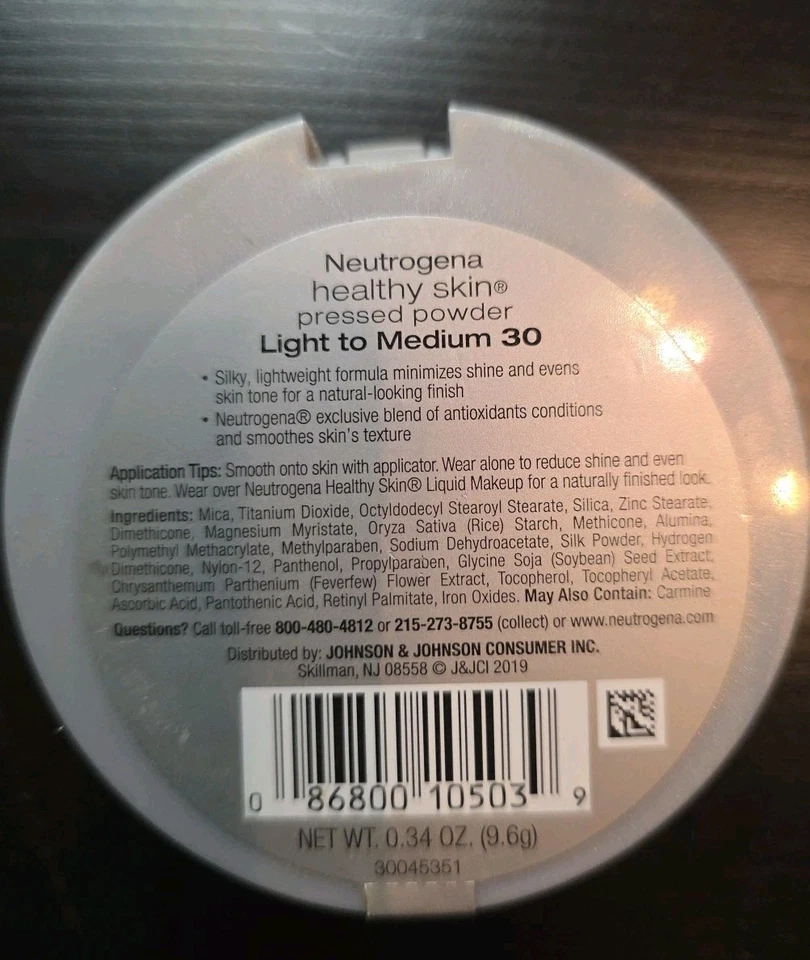 Neutrogena
healthy skin®
pressed powder
Light to Medium 30
• Silky, lightweight formula minimizes shine and evens
skin tone for a natural-looking finish
• Neutrogena® exclusive blend of antioxidants conditions
and smoothes skin's texture
Application Tips: Smooth onto skin with applicator. Wear alone to reduce shine and even
skin tone. Wear over Neutrogena Healthy Skin® Liquid Makeup for a naturally finished look.
Ingredients: Mica, Titanium Dioxide, Octyldodecyl Stearoyl Stearate, Silica, Zinc Stearate,
Dimethicone, Magnesium Myristate, Oryza Sativa (Rice) Starch, Methicone, Alumina,
Polymethyl Methacrylate, Methylparaben, Sodium Dehydroacetate, Silk Powder, Hydrogen
Dimethicone, Nylon-12, Panthenol, Propylparaben, Glycine Soja (Soybean) Seed Extract,
Chrysanthemum Parthenium (Feverfew) Flower Extract, Tocopherol, Tocopheryl Acetate,
Ascorbic Acid, Pantothenic Acid, Retinyl Palmitate, Iron Oxides. May Also Contain: Carmine
Questions? Call toll-free 800-480-4812 or 215-273-8755 (collect) or www.neutrogena.com
Distributed by: JOHNSON & JOHNSON CONSUMER INC.
Skillman, NJ 08558 © J&JCI 2019
0 86800 10503 9
NET WT. 0.34 OZ. (9.6g)
30045351